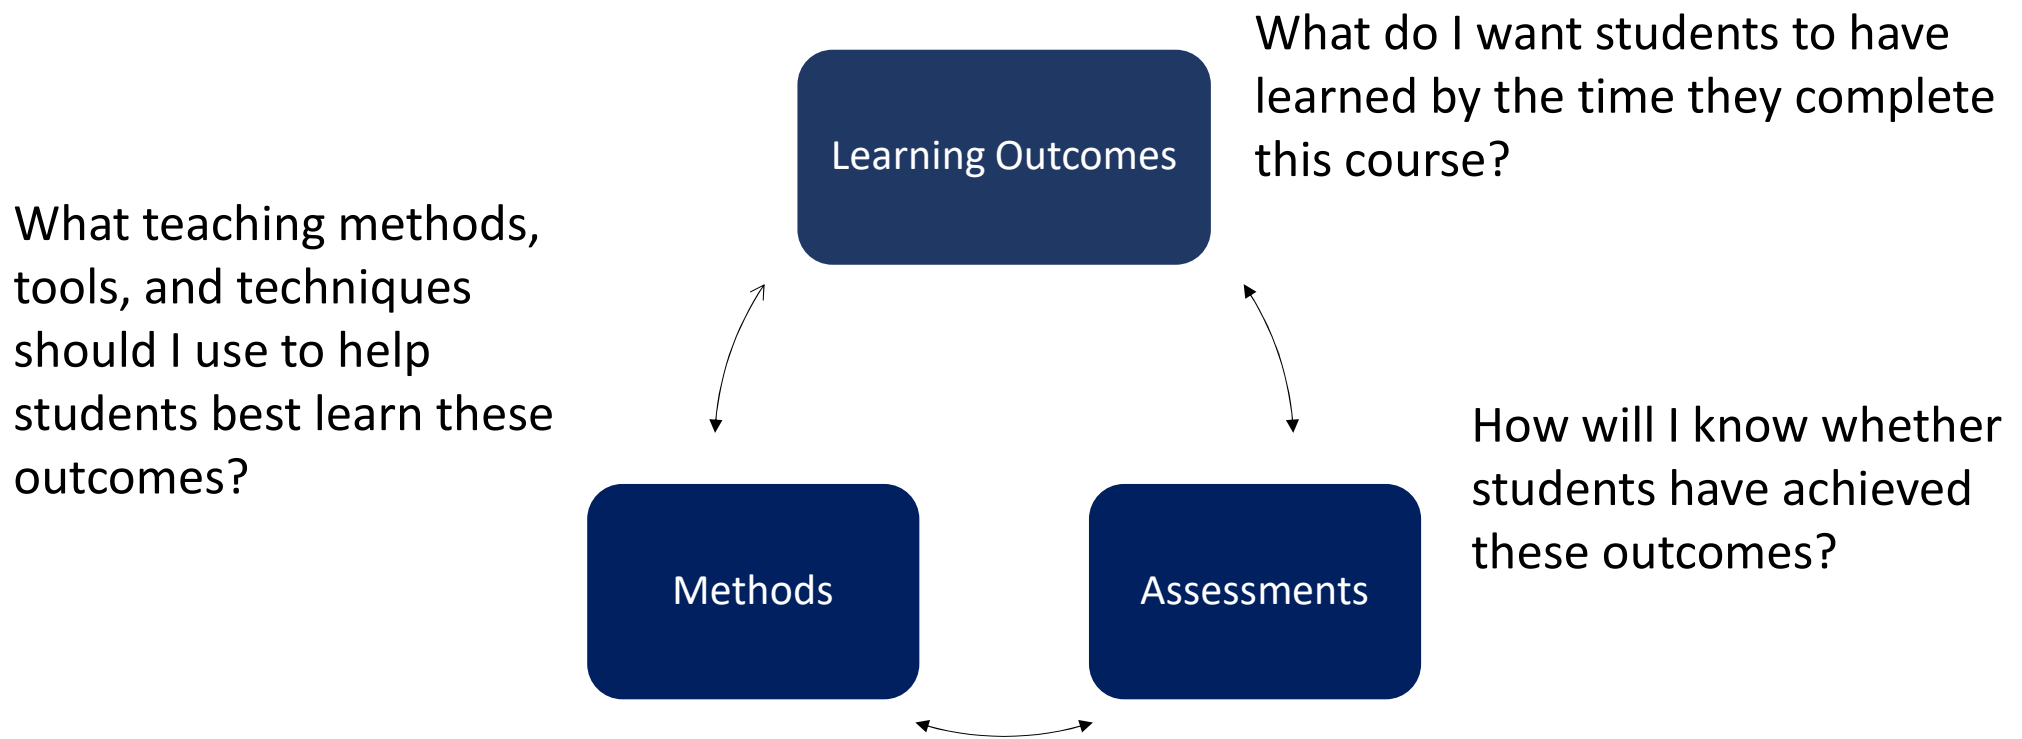 What do I want students to have
learned by the time they complete
this course?
Learning Outcomes
What teaching methods,
tools, and techniques
should I use to help
students best learn these
outcomes?
How will I know whether
students have achieved
these outcomes?
Methods
Assessments